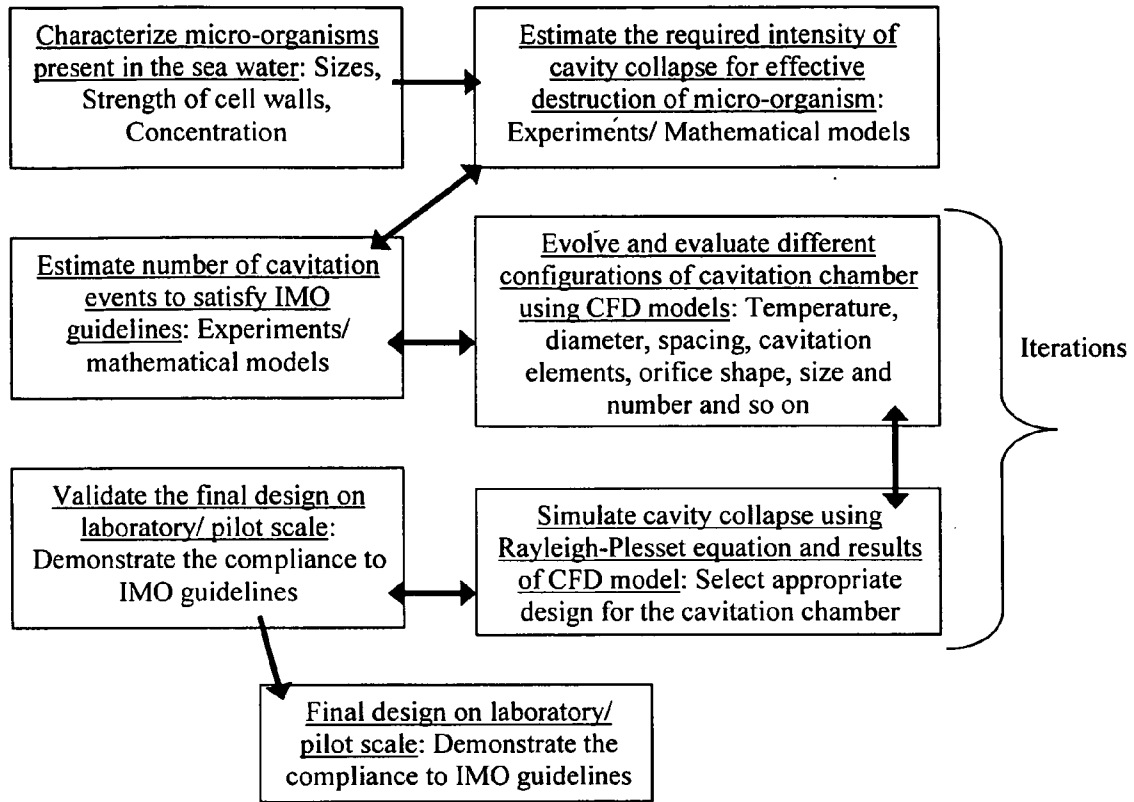 Characterize micro-organisms
present in the sea water: Sizes,
Strength of cell walls,
Concentration
Estimate the required intensity of
cavity collapse for effective
destruction of micro-organism:
Experiments/ Mathematical models
Estimate number of cavitation
events to satisfy IMO
guidelines: Experiments/
mathematical models
Evolve and evaluate different
configurations of cavitation chamber
using CFD models: Temperature,
diameter, spacing, cavitation
elements, orifice shape, size and
number and so on
Iterations
Validate the final design on
laboratory/ pilot scale:
Demonstrate the compliance to
IMO guidelines
Simulate cavity collapse using
Rayleigh-Plesset equation and results
of CFD model: Select appropriate
design for the cavitation chamber
Final design on laboratory/
pilot scale: Demonstrate the
compliance to IMO guidelines